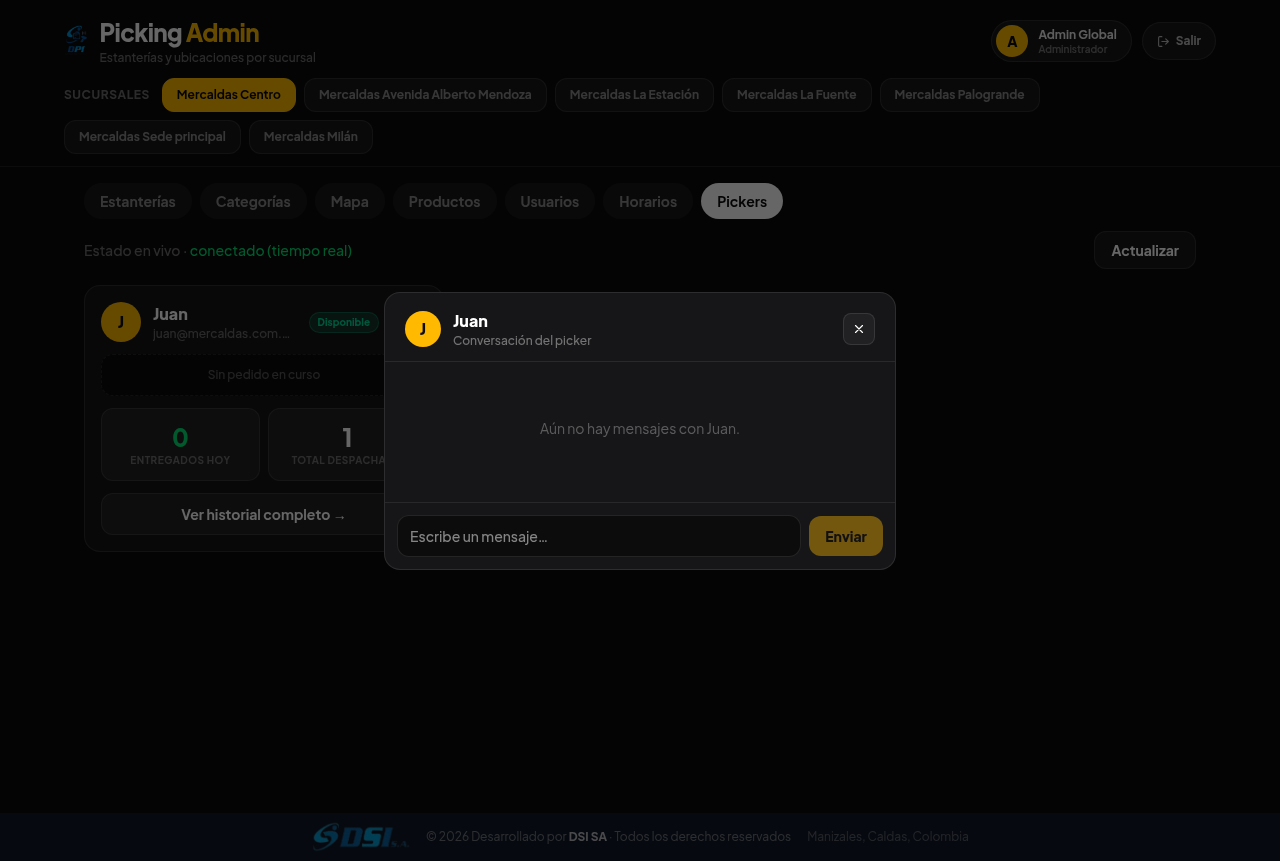 DPI
Picking Admin
Estanterías y ubicaciones por sucursal
A
Admin Global
Administrador
Salir
SUCURSALES
Mercaldas Centro
Mercaldas Avenida Alberto Mendoza
Mercaldas La Estación
Mercaldas La Fuente
Mercaldas Palogrande
Mercaldas Sede principal
Mercaldas Milán
Estanterías
Categorías
Mapa
Productos
Usuarios
Horarios
Pickers
Estado en vivo · conectado (tiempo real)
Actualizar
J
Juan
juan@mercaldas.com....
Disponible
Sin pedido en curso
0
ENTREGADOS HOY
1
TOTAL DESPACHA
Ver historial completo →
J
Juan
Conversación del picker
Aún no hay mensajes con Juan.
Escribe un mensaje...
Enviar
DSI
© 2026 Desarrollado por DSI SA · Todos los derechos reservados
Manizales, Caldas, Colombia